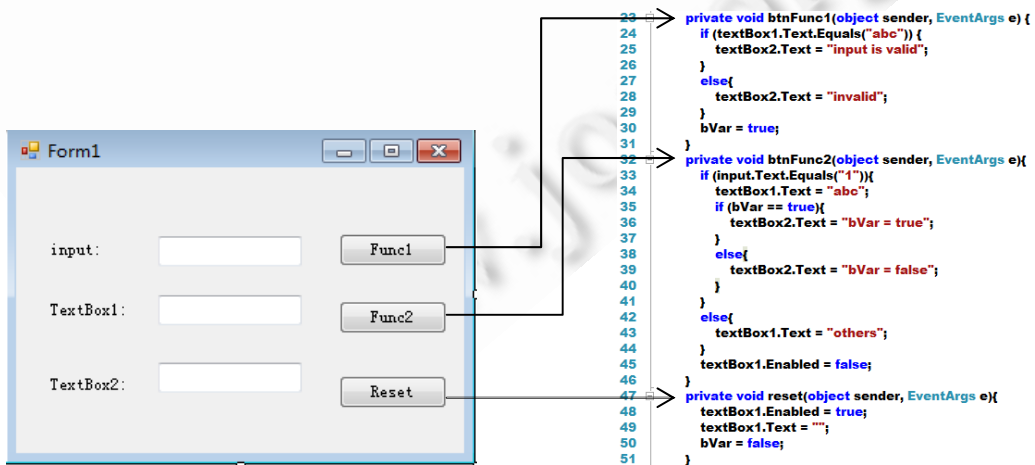 Form1
input:
Func1
TextBox1:
Func2
TextBox2:
Reset
23 private void btnFunc1(object sender, EventArgs e) {
24 if (textBox1.Text.Equals("abc")) {
25 textBox2.Text = "input is valid";
26 }
27 else{
28 textBox2.Text = "invalid";
29 }
30 bVar = true;
31 }
32 private void btnFunc2(object sender, EventArgs e){
33 if (input.Text.Equals("1")){
34 textBox1.Text = "abc";
35 if (bVar == true){
36 textBox2.Text = "bVar = true";
37 }
38 else{
39 textBox2.Text = "bVar = false";
40 }
41 }
42 else{
43 textBox1.Text = "others";
44 }
45 textBox1.Enabled = false;
46 }
47 private void reset(object sender, EventArgs e){
48 textBox1.Enabled = true;
49 textBox1.Text = "";
50 bVar = false;
51 }